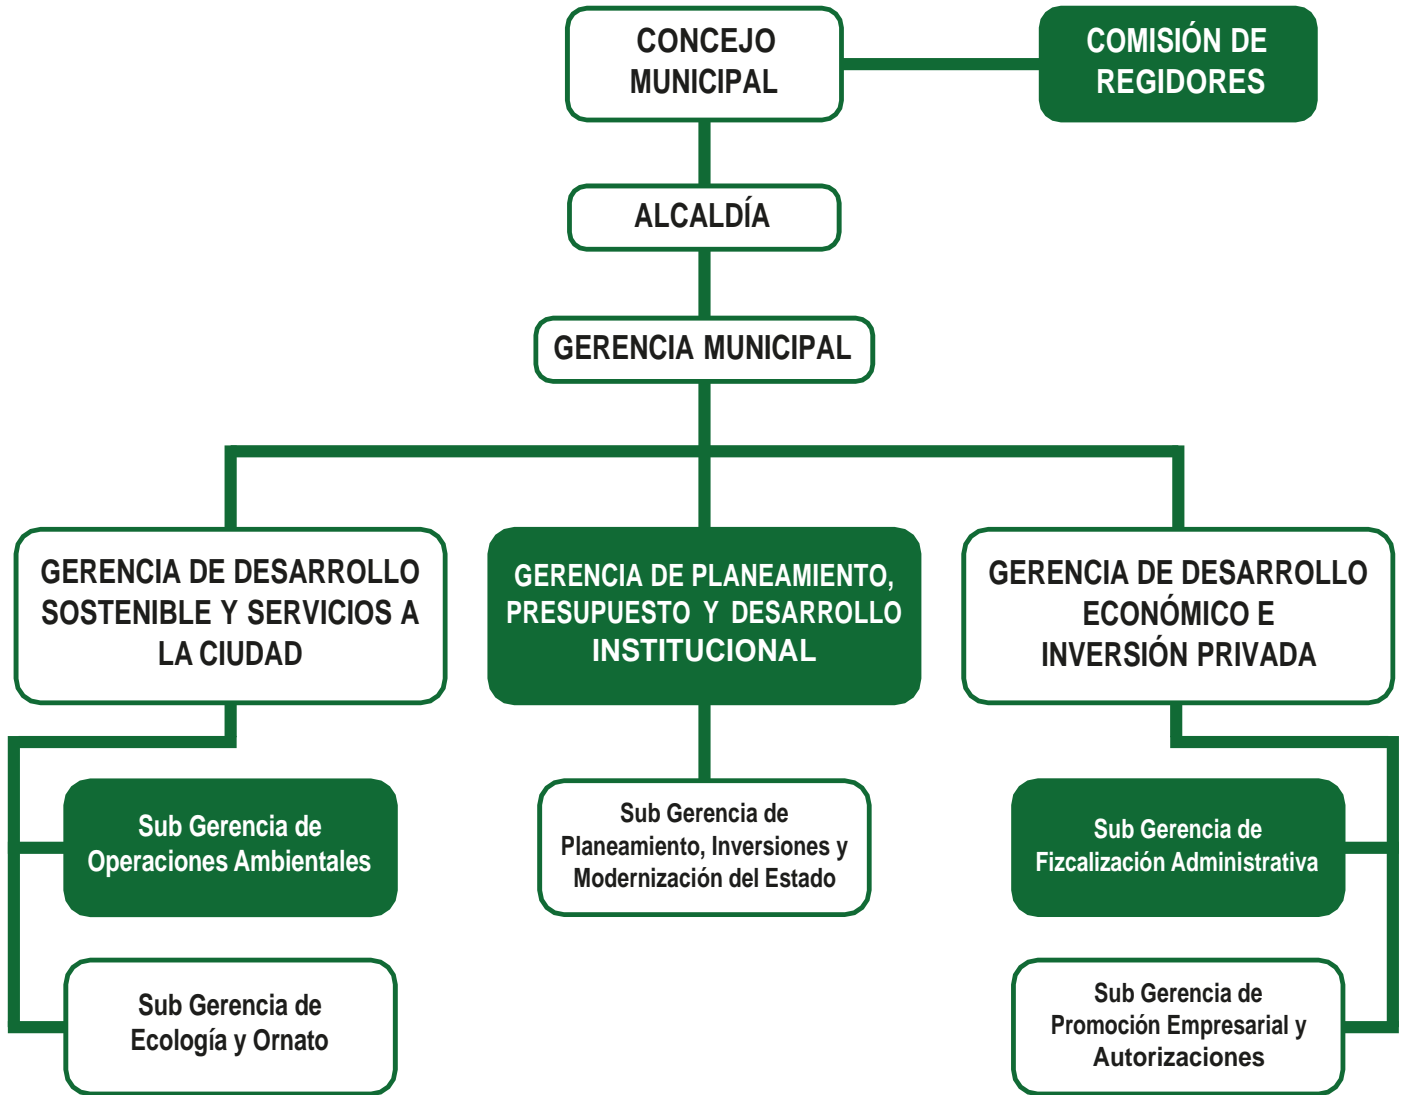 CONCEJO
MUNICIPAL
COMISIÓN DE
REGIDORES
ALCALDÍA
GERENCIA MUNICIPAL
GERENCIA DE DESARROLLO
SOSTENIBLE Y SERVICIOS A
LA CIUDAD
GERENCIA DE PLANEAMIENTO,
PRESUPUESTO Y DESARROLLO
INSTITUCIONAL
GERENCIA DE DESARROLLO
ECONÓMICO E
INVERSIÓN PRIVADA
Sub Gerencia de
Operaciones Ambientales
Sub Gerencia de
Planeamiento, Inversiones y
Modernización del Estado
Sub Gerencia de
Fizcalización Administrativa
Sub Gerencia de
Ecología y Ornato
Sub Gerencia de
Promoción Empresarial y
Autorizaciones